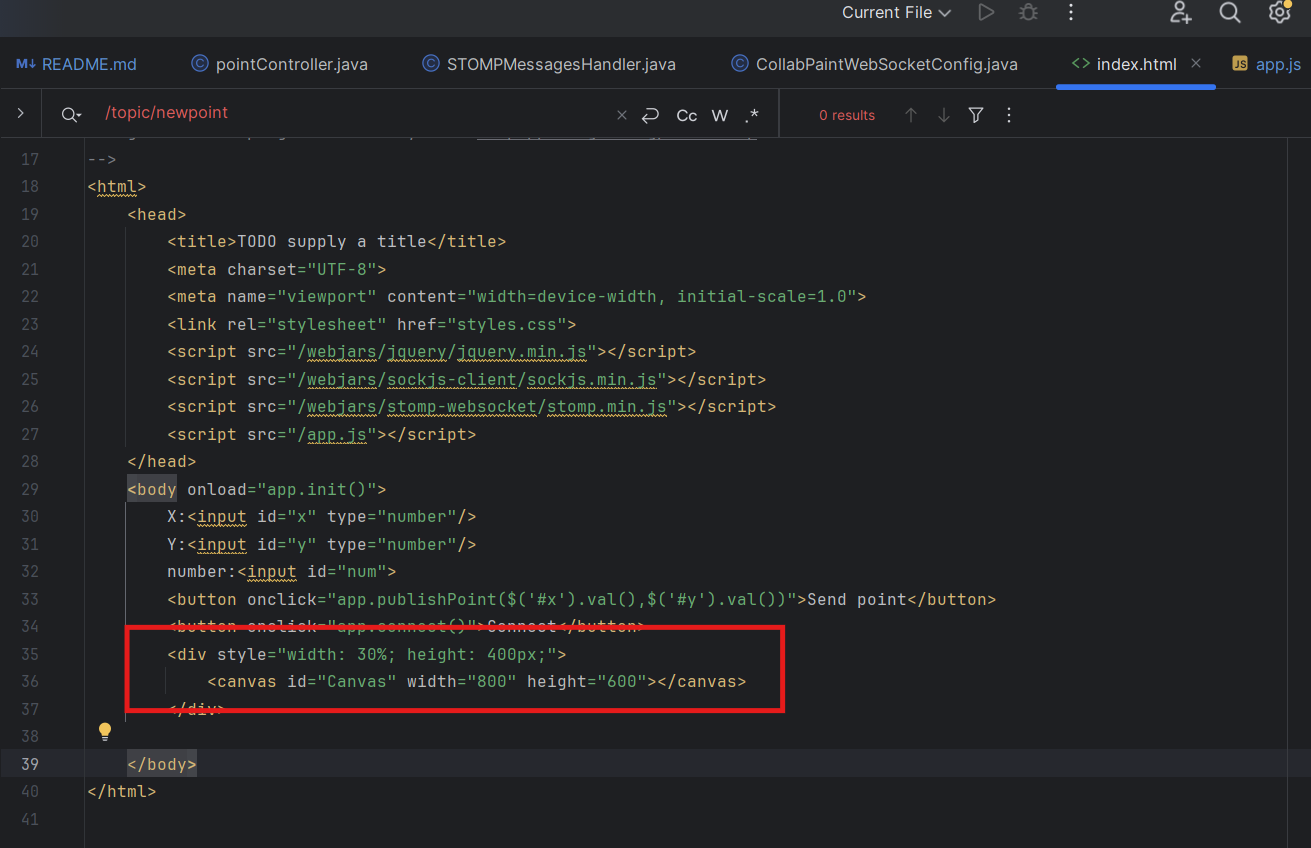 Current File
README.md
pointController.java
STOMPMessagesHandler.java
CollabPaintWebSocketConfig.java
index.html
JS app.js
/topic/newpoint
Cc W .*
0 results
17 -->
18 <html>
19 <head>
20 <title>TODO supply a title</title>
21 <meta charset="UTF-8">
22 <meta name="viewport" content="width=device-width, initial-scale=1.0">
23 <link rel="stylesheet" href="styles.css">
24 <script src="/webjars/jquery/jquery.min.js"></script>
25 <script src="/webjars/sockjs-client/sockjs.min.js"></script>
26 <script src="/webjars/stomp-websocket/stomp.min.js"></script>
27 <script src="/app.js"></script>
28 </head>
29 <body onload="app.init()">
30 X:<input id="x" type="number"/>
31 Y:<input id="y" type="number"/>
32 number:<input id="num">
33 <button onclick="app.publishPoint($('#x').val(),$('#y').val())">Send point</button>
34 <button onclick="app.connect()">Connect</button>
35 <div style="width: 30%; height: 400px;">
36 <canvas id="Canvas" width="800" height="600"></canvas>
37 </div>
38
39 </body>
40 </html>
41